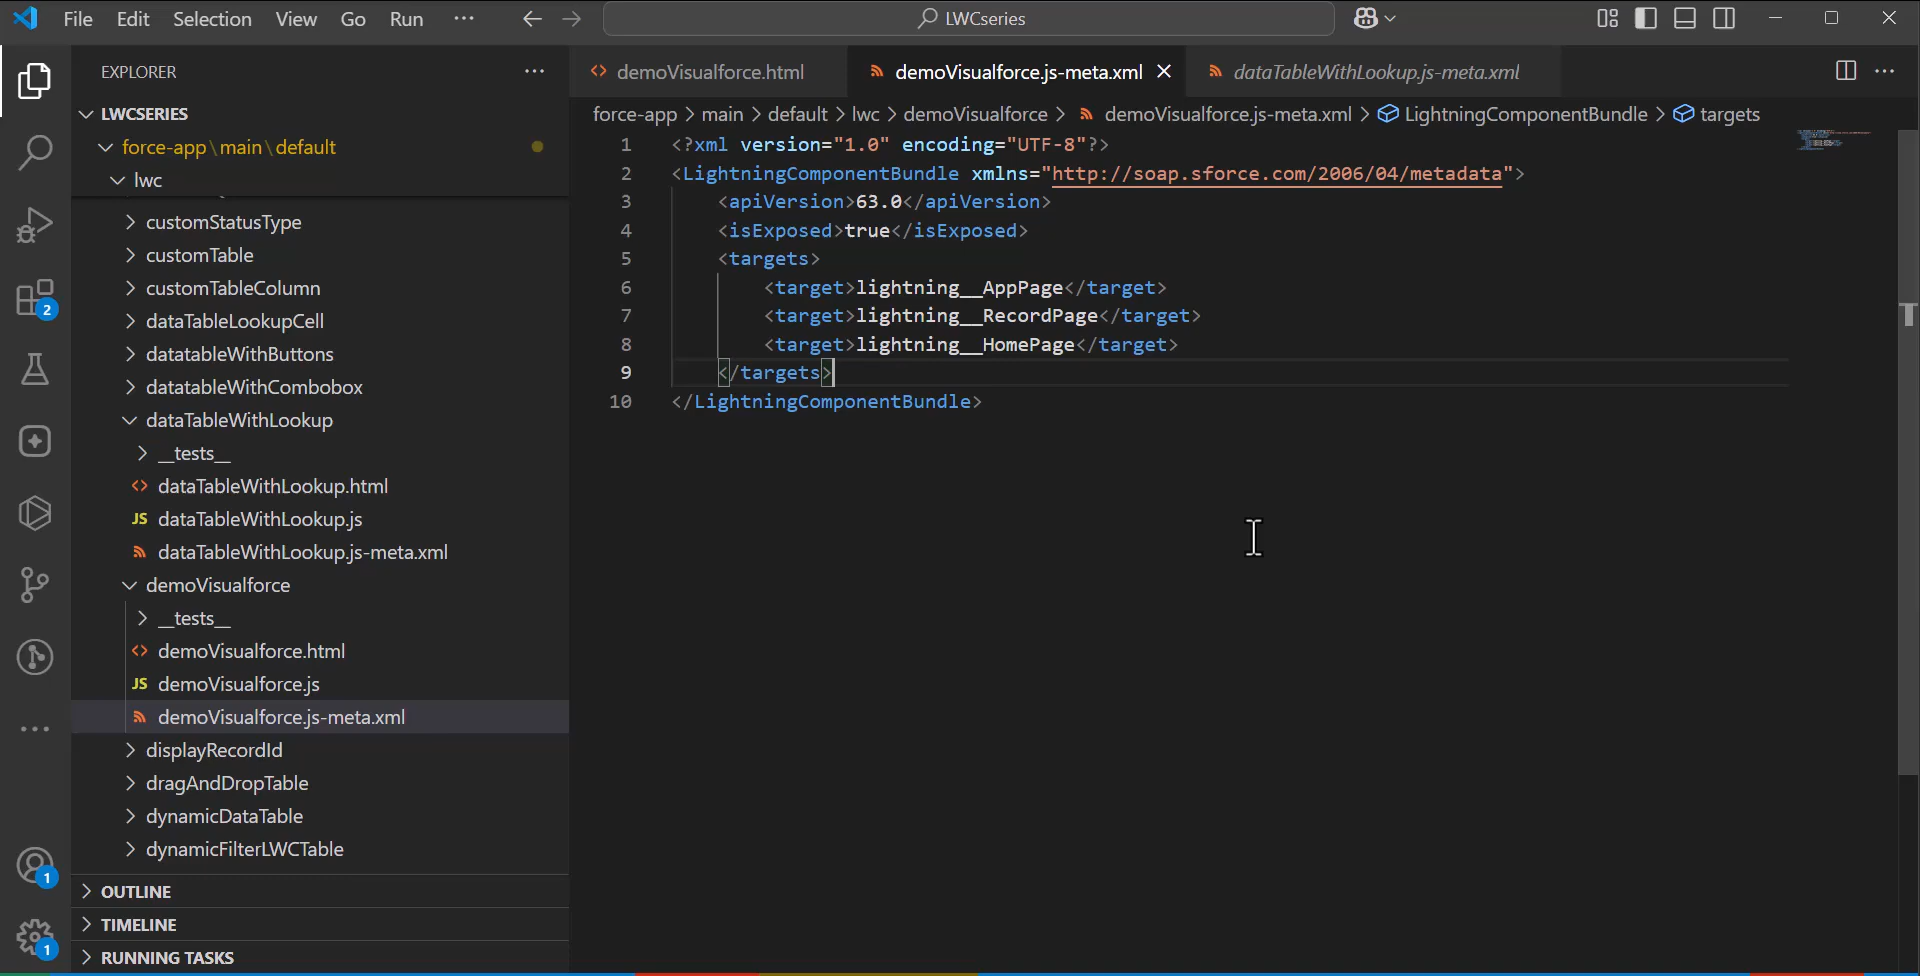 File Edit Selection View Go Run ··· LWCseries
EXPLORER ···
LWCSERIES
force-app\main\default
lwc
customStatusType
customTable
customTableColumn
dataTableLookupCell
datatableWithButtons
datatableWithCombobox
dataTableWithLookup
__tests__
dataTableWithLookup.html
JS dataTableWithLookup.js
dataTableWithLookup.js-meta.xml
demoVisualforce
__tests__
demoVisualforce.html
JS demoVisualforce.js
demoVisualforce.js-meta.xml
displayRecordId
dragAndDropTable
dynamicDataTable
dynamicFilterLWCTable
OUTLINE
TIMELINE
RUNNING TASKS
2
1
1
demoVisualforce.html demoVisualforce.js-meta.xml dataTableWithLookup.js-meta.xml
force-app > main > default > lwc > demoVisualforce > demoVisualforce.js-meta.xml > LightningComponentBundle > targets
1 <?xml version="1.0" encoding="UTF-8"?>
2 <LightningComponentBundle xmlns="http://soap.sforce.com/2006/04/metadata">
3 <apiVersion>63.0</apiVersion>
4 <isExposed>true</isExposed>
5 <targets>
6 <target>lightning__AppPage</target>
7 <target>lightning__RecordPage</target>
8 <target>lightning__HomePage</target>
9 </targets>
10 </LightningComponentBundle>